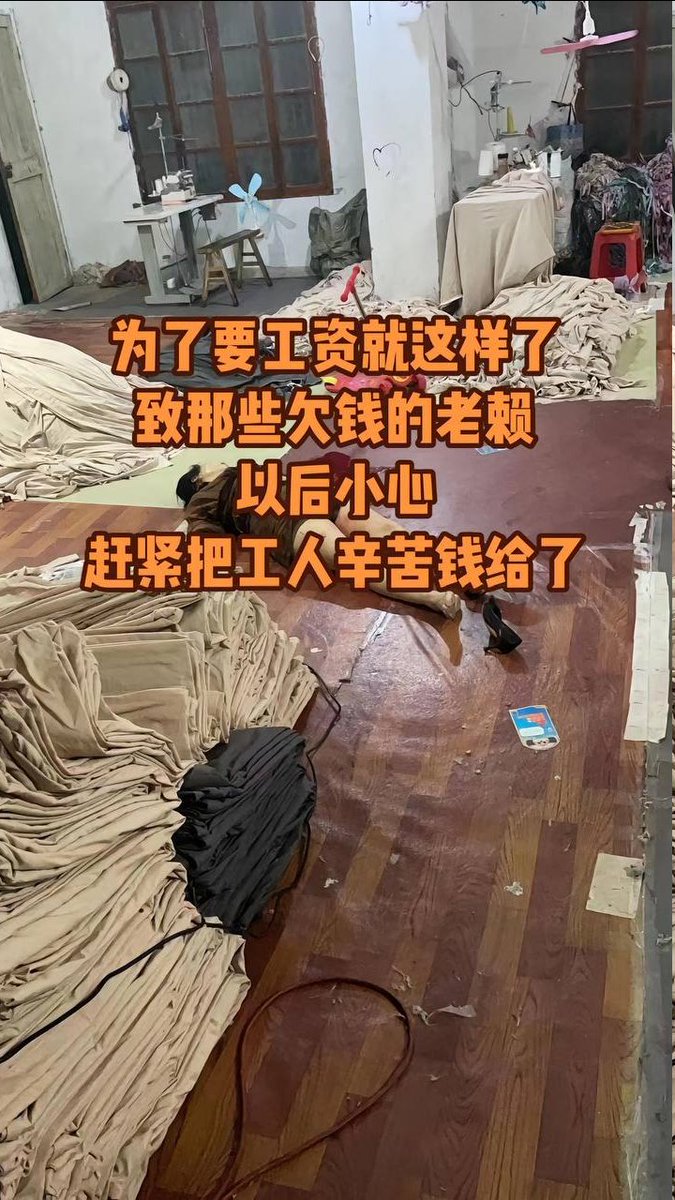 为了要工资就这样了
致那些欠钱的老赖
以后小心
赶紧把工人辛苦钱给了